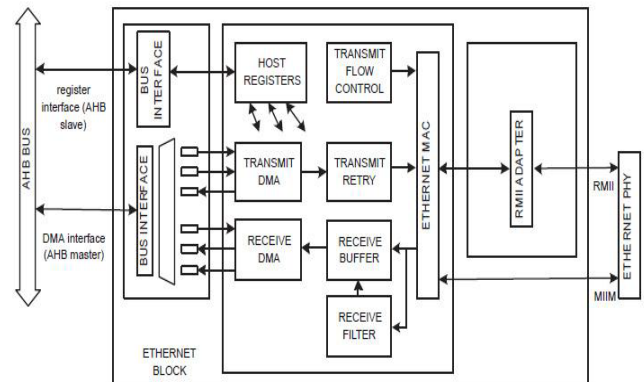 AHB BUS
register
interface (AHB
slave)
DMA interface
(AHB master)
BUS
INTERFACE
BUS INTERFACE
HOST
REGISTERS
TRANSMIT
FLOW
CONTROL
TRANSMIT
DMA
TRANSMIT
RETRY
RECEIVE
DMA
RECEIVE
BUFFER
RECEIVE
FILTER
ETHERNET MAC
RMII ADAPTER
RMII
MIIM
ETHERNET PHY
ETHERNET
BLOCK